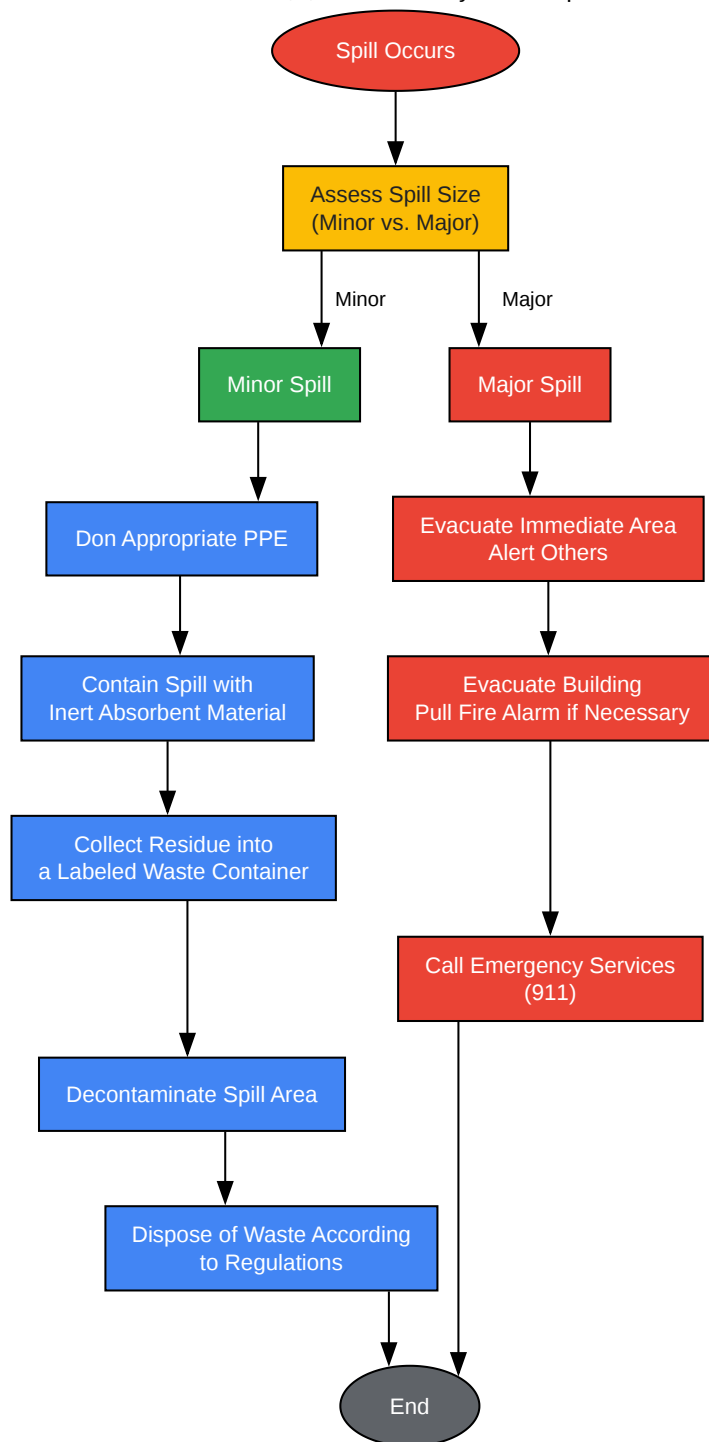 Spill Occurs
Assess Spill Size
(Minor vs. Major)
Minor
Major
Minor Spill
Major Spill
Don Appropriate PPE
Evacuate Immediate Area
Alert Others
Contain Spill with
Inert Absorbent Material
Evacuate Building
Pull Fire Alarm if Necessary
Collect Residue into
a Labeled Waste Container
Call Emergency Services
(911)
Decontaminate Spill Area
Dispose of Waste According
to Regulations
End